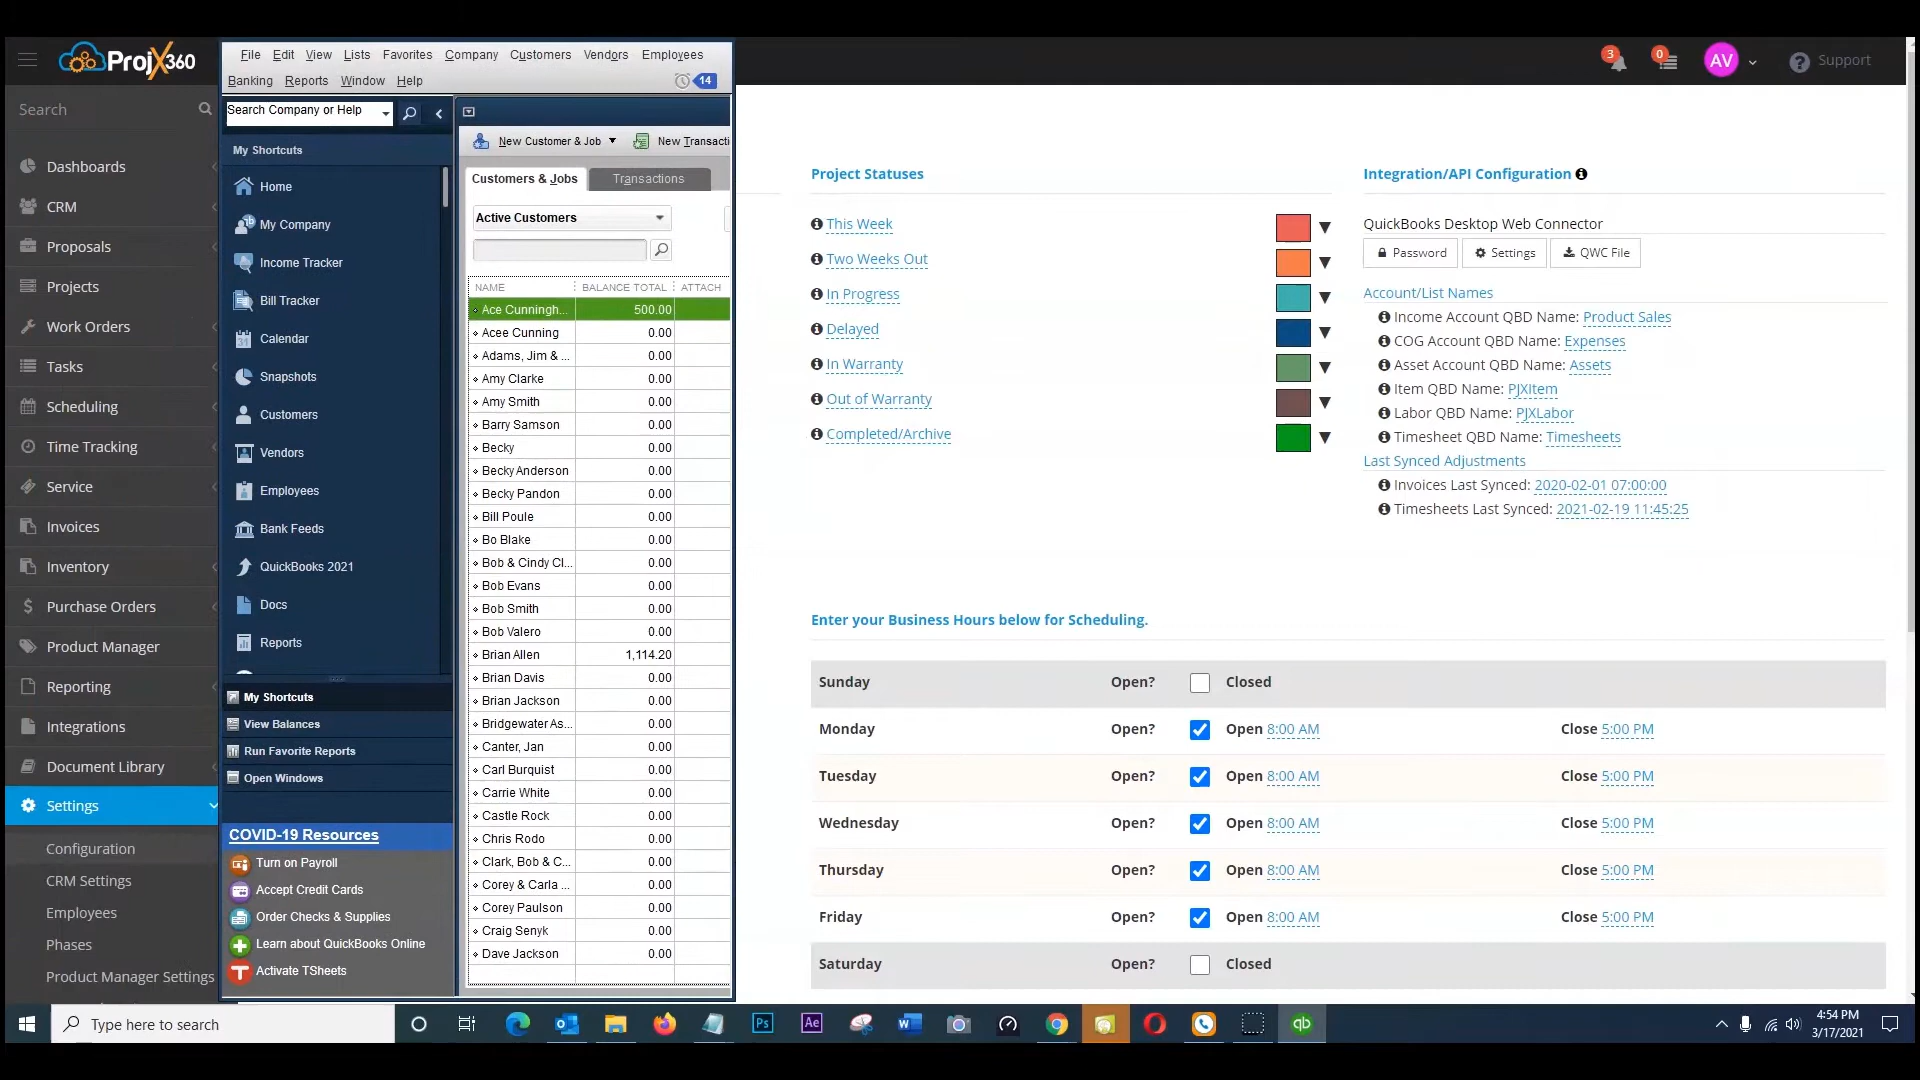 ProjX360
Search
Dashboards
CRM
Proposals
Projects
Work Orders
Tasks
Scheduling
Time Tracking
Service
Invoices
Inventory
Purchase Orders
Product Manager
Reporting
Integrations
Document Library
Settings
Configuration
CRM Settings
Employees
Phases
Product Manager Settings
File Edit View Lists Favorites Company Customers Vendors Employees
Banking Reports Window Help
14
Search Company or Help
My Shortcuts
Home
My Company
Income Tracker
Bill Tracker
Calendar
Snapshots
Customers
Vendors
Employees
Bank Feeds
QuickBooks 2021
Docs
Reports
My Shortcuts
View Balances
Run Favorite Reports
Open Windows
COVID-19 Resources
Turn on Payroll
Accept Credit Cards
Order Checks & Supplies
Learn about QuickBooks Online
Activate TSheets
New Customer & Job New Transacti
Customers & Jobs Transactions
Active Customers
NAME BALANCE TOTAL ATTACH
Ace Cunningh... 500.00
Acee Cunning 0.00
Adams, Jim & ... 0.00
Amy Clarke 0.00
Amy Smith 0.00
Barry Samson 0.00
Becky 0.00
Becky Anderson 0.00
Becky Pandon 0.00
Bill Poule 0.00
Bo Blake 0.00
Bob & Cindy Cl... 0.00
Bob Evans 0.00
Bob Smith 0.00
Bob Valero 0.00
Brian Allen 1,114.20
Brian Davis 0.00
Brian Jackson 0.00
Bridgewater As... 0.00
Canter, Jan 0.00
Carl Burquist 0.00
Carrie White 0.00
Castle Rock 0.00
Chris Rodo 0.00
Clark, Bob & C... 0.00
Corey & Carla ... 0.00
Corey Paulson 0.00
Craig Senyk 0.00
Dave Jackson 0.00
3 0 AV Support
Project Statuses
This Week
Two Weeks Out
In Progress
Delayed
In Warranty
Out of Warranty
Completed/Archive
Integration/API Configuration
QuickBooks Desktop Web Connector
Password Settings QWC File
Account/List Names
Income Account QBD Name: Product Sales
COG Account QBD Name: Expenses
Asset Account QBD Name: Assets
Item QBD Name: PJXItem
Labor QBD Name: PJXLabor
Timesheet QBD Name: Timesheets
Last Synced Adjustments
Invoices Last Synced: 2020-02-01 07:00:00
Timesheets Last Synced: 2021-02-19 11:45:25
Enter your Business Hours below for Scheduling.
Sunday Open? Closed
Monday Open? Open 8:00 AM Close 5:00 PM
Tuesday Open? Open 8:00 AM Close 5:00 PM
Wednesday Open? Open 8:00 AM Close 5:00 PM
Thursday Open? Open 8:00 AM Close 5:00 PM
Friday Open? Open 8:00 AM Close 5:00 PM
Saturday Open? Closed
Type here to search
Ps
Ae
qb
4:54 PM
3/17/2021